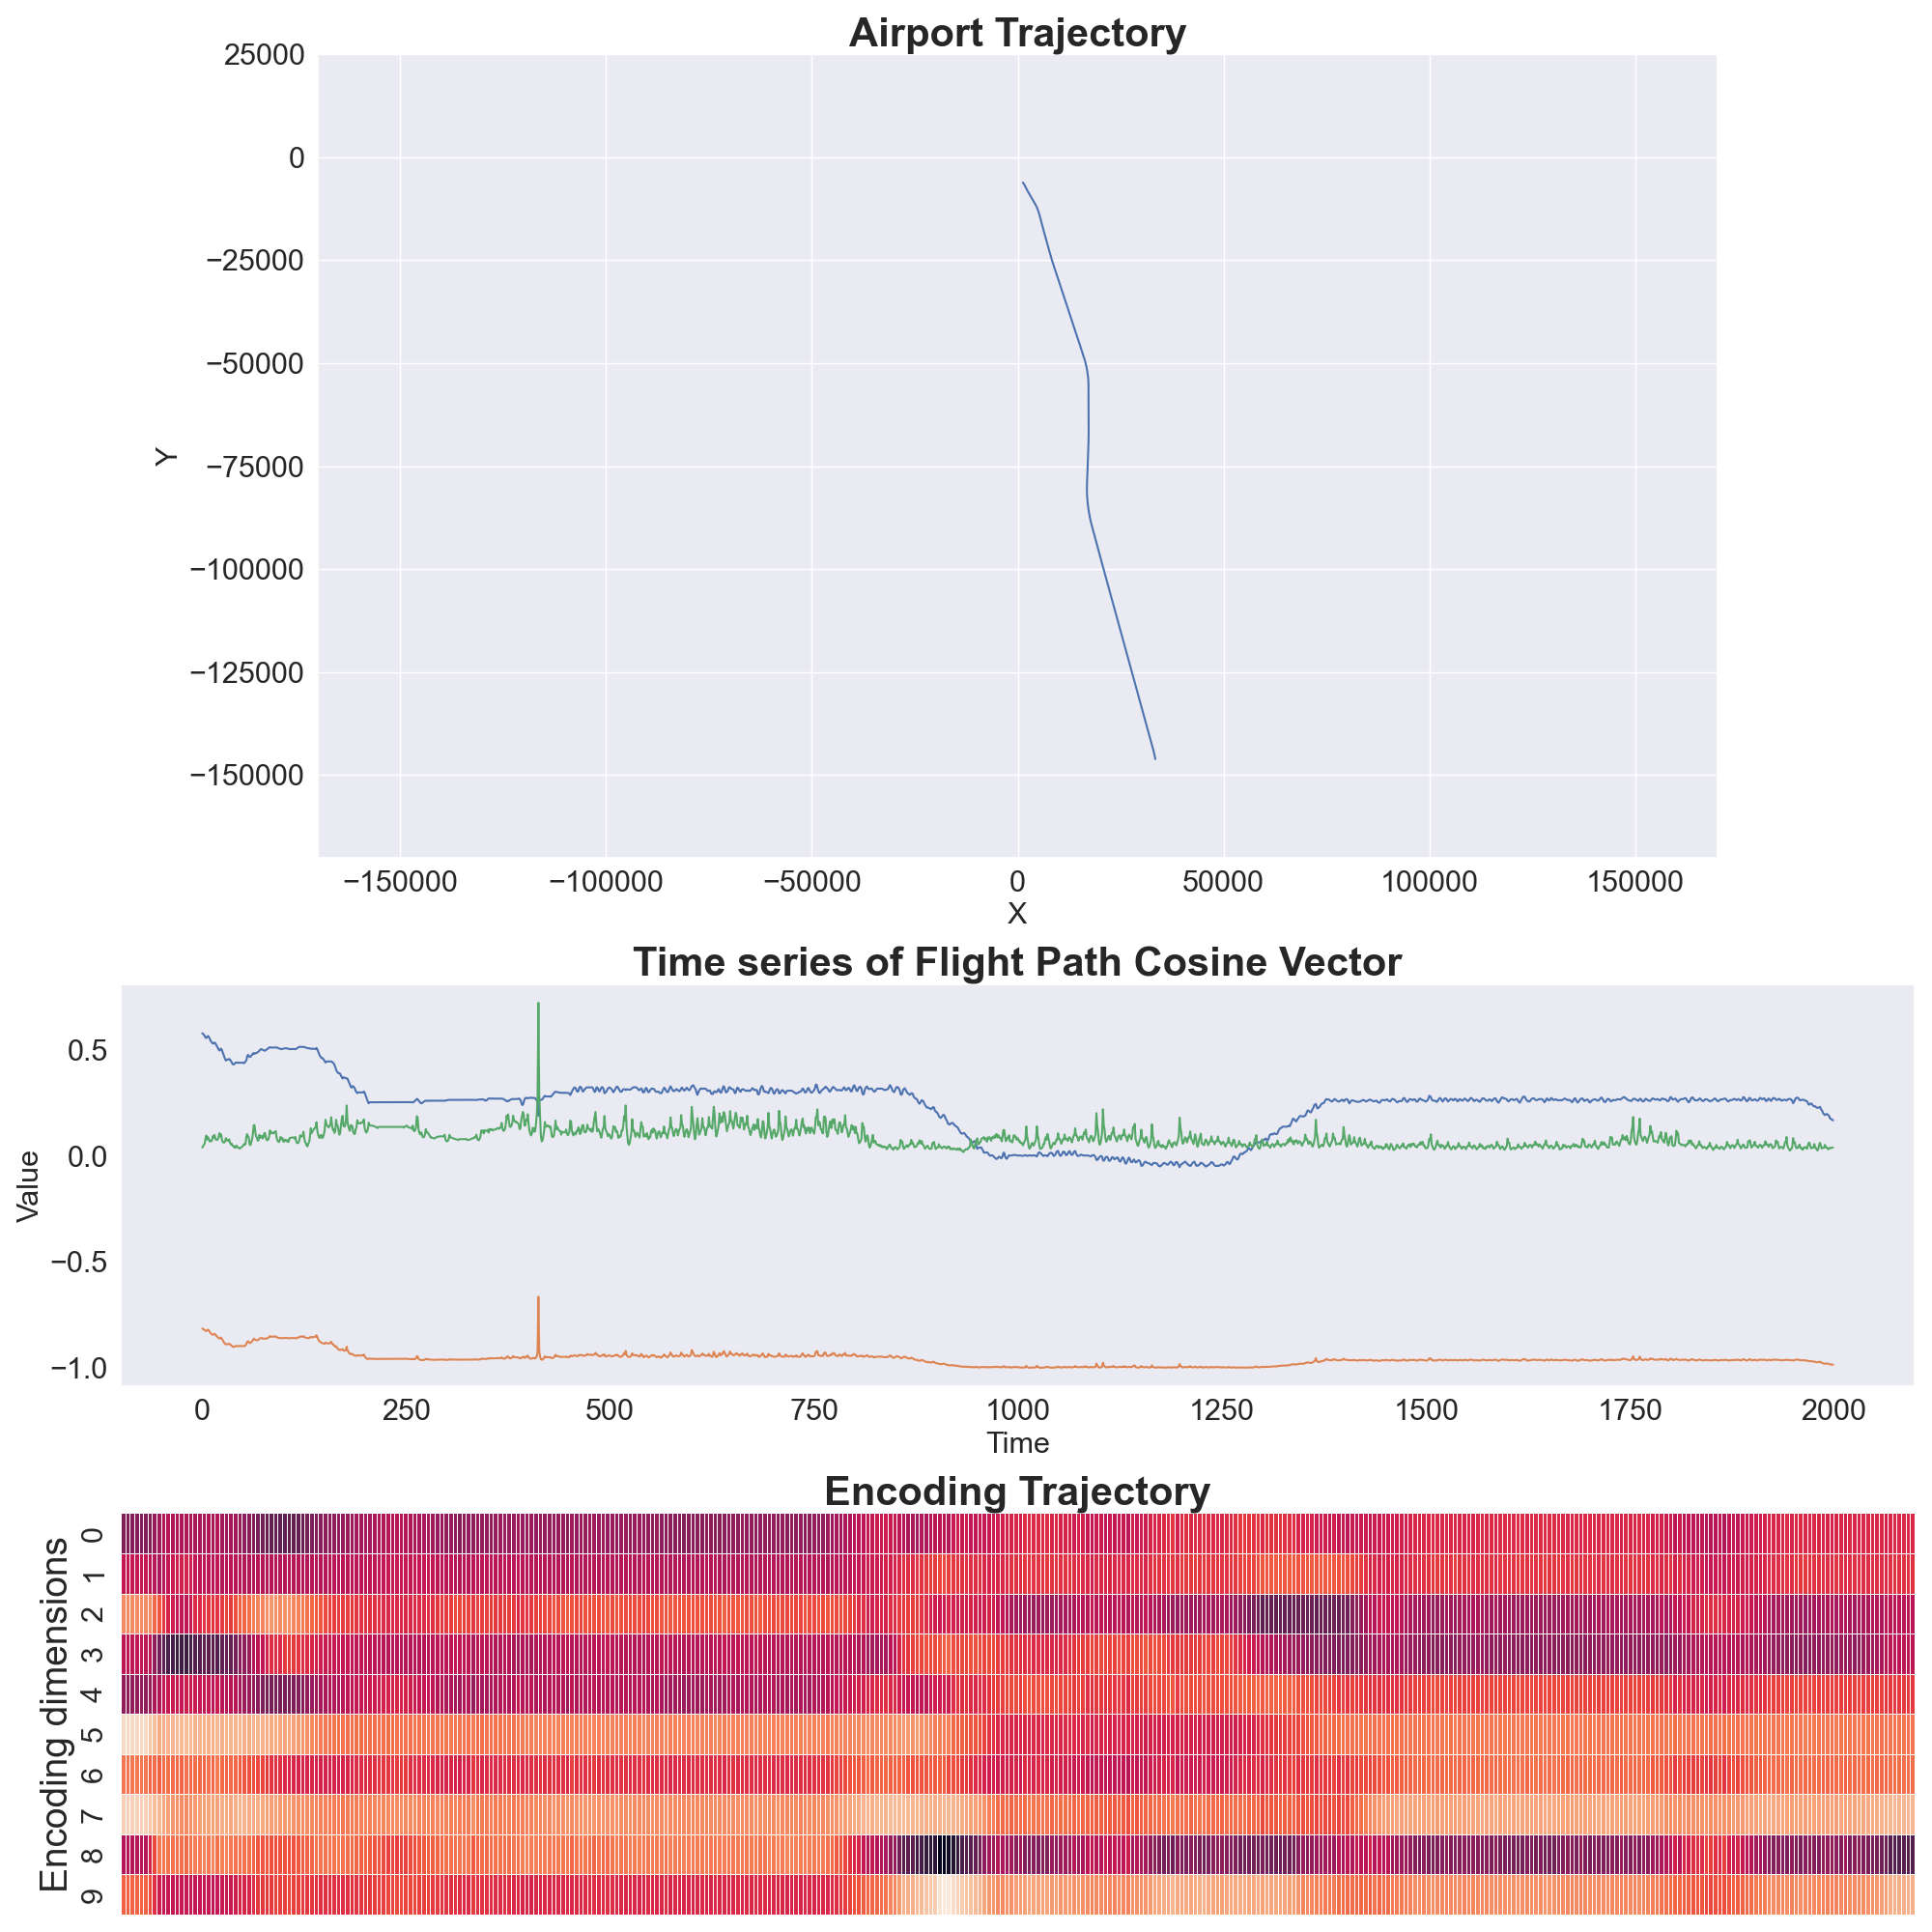 Airport Trajectory
25000
0
−25000
−50000
−75000
−100000
−125000
−150000
Y
−150000 −100000 −50000 0 50000 100000 150000
X
Time series of Flight Path Cosine Vector
0.5
0.0
−0.5
−1.0
Value
0 250 500 750 1000 1250 1500 1750 2000
Time
Encoding Trajectory
Encoding dimensions
0
1
2
3
4
5
6
7
8
9